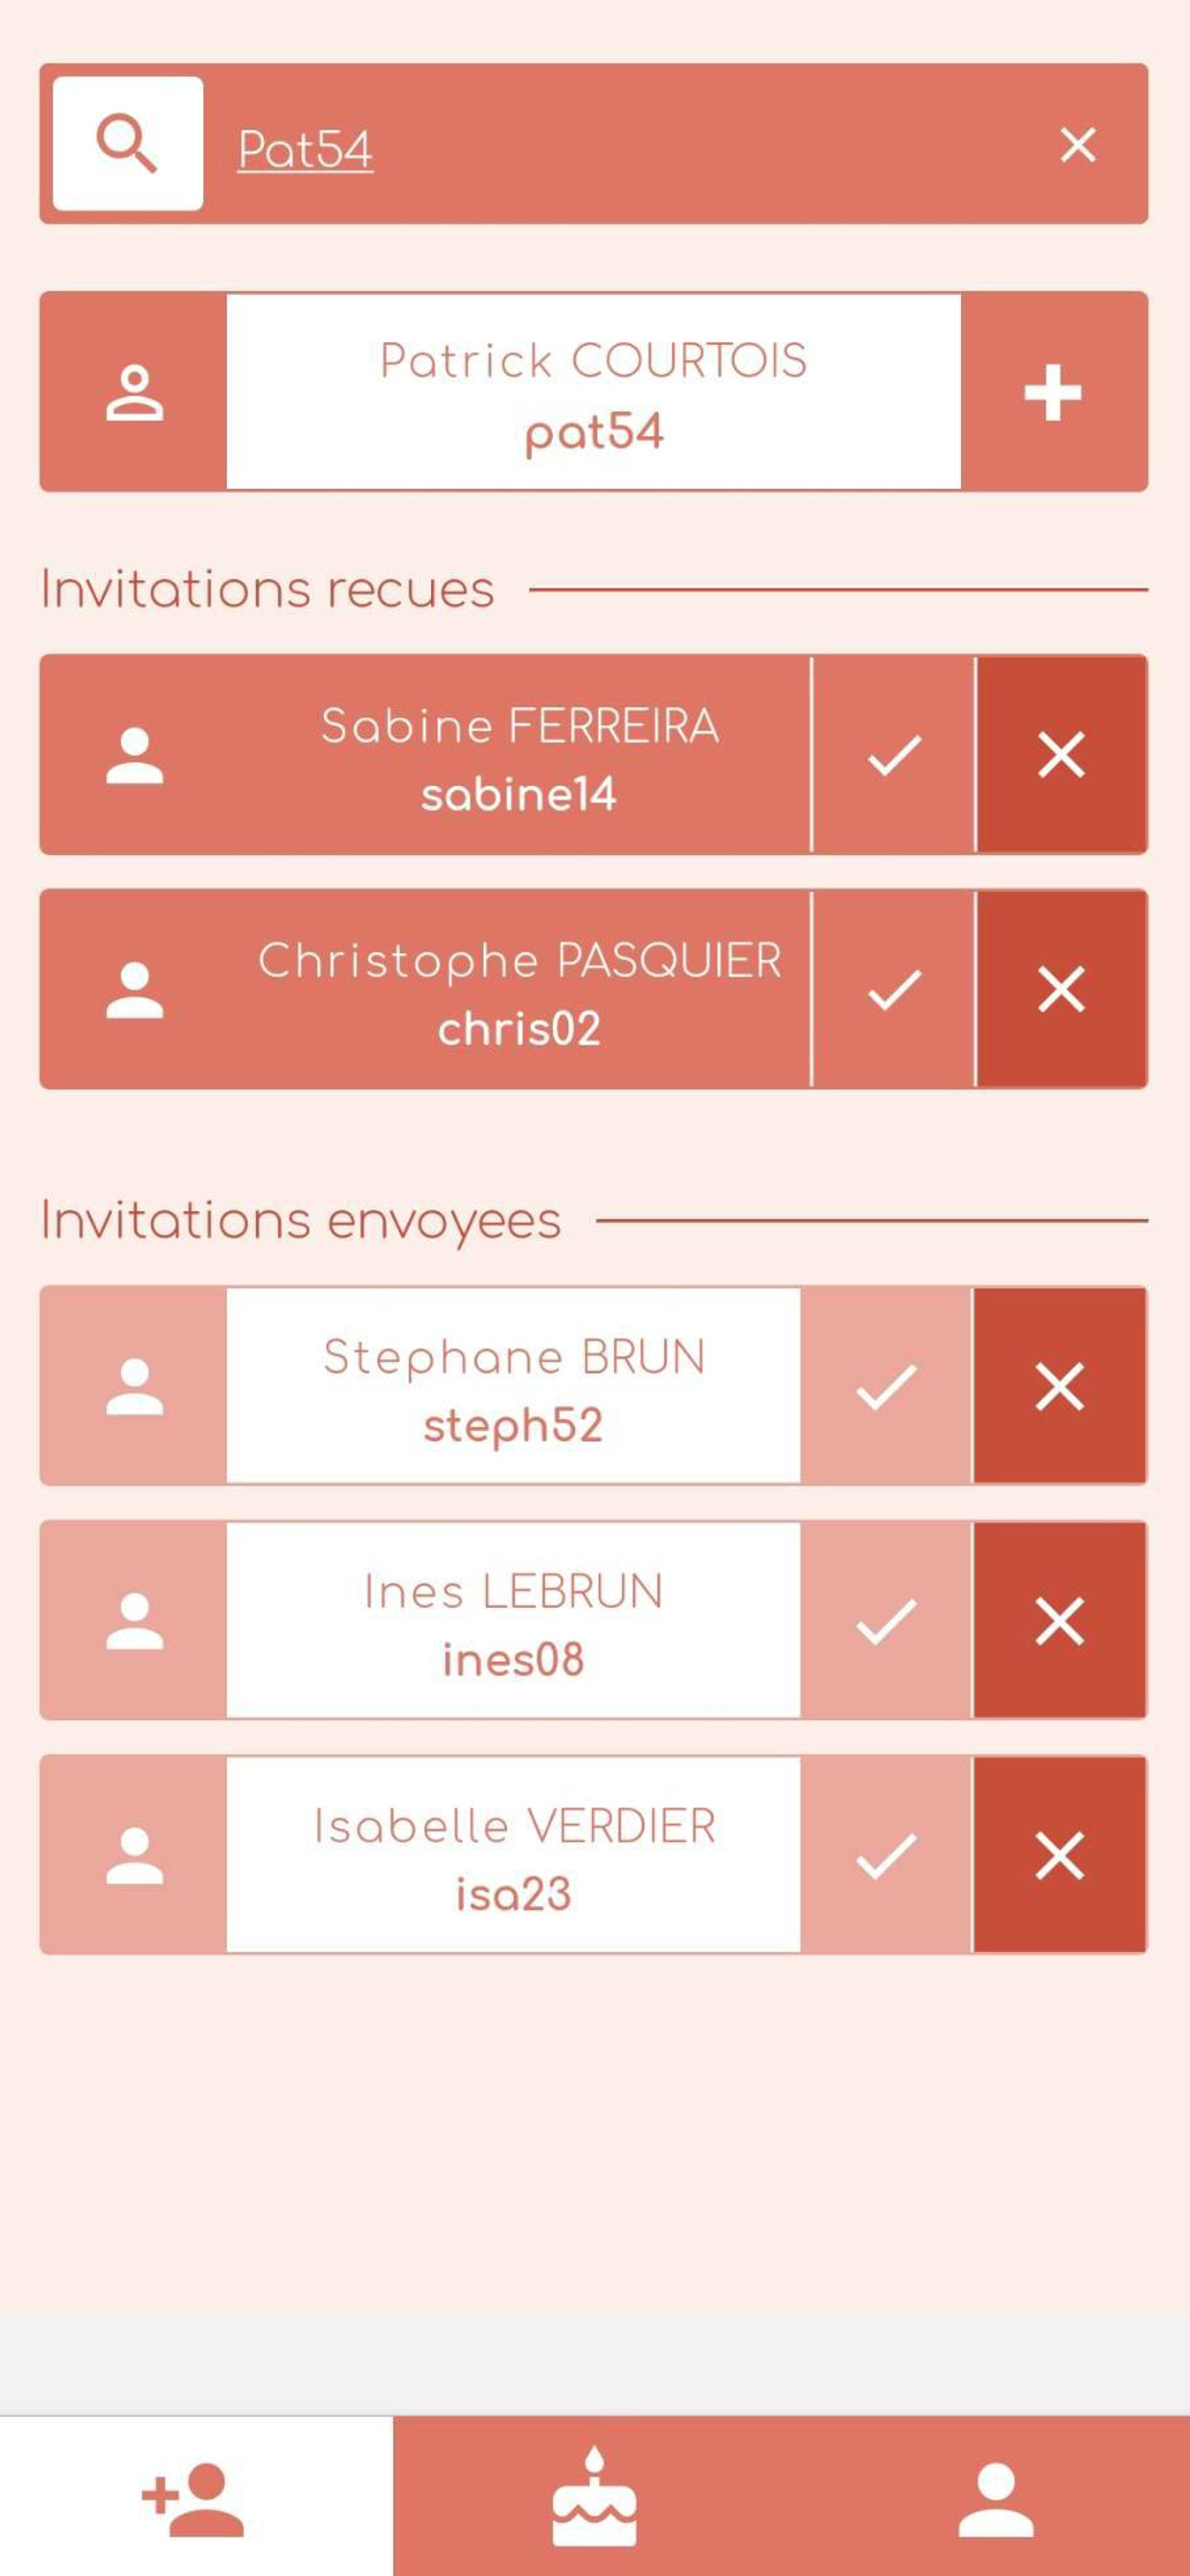 Pat54
Patrick COURTOIS
pat54
Invitations recues
Sabine FERREIRA
sabine14
Christophe PASQUIER
chris02
Invitations envoyees
Stephane BRUN
steph52
Ines LEBRUN
ines08
Isabelle VERDIER
isa23